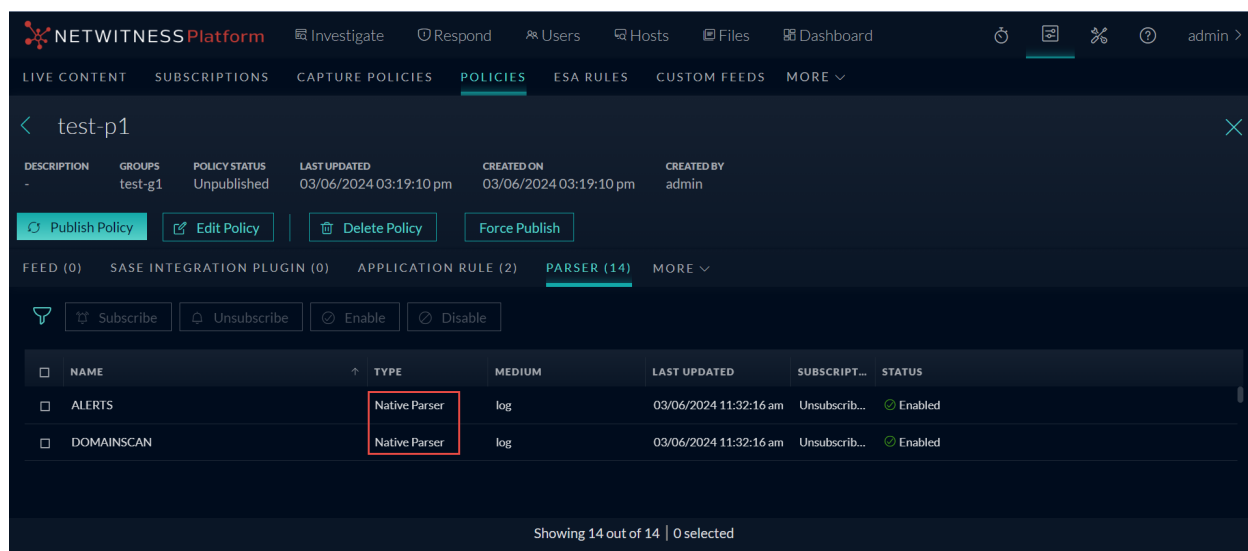 NETWITNESS Platform Investigate Respond Users Hosts Files Dashboard admin >
LIVE CONTENT SUBSCRIPTIONS CAPTURE POLICIES POLICIES ESA RULES CUSTOM FEEDS MORE
test-p1
DESCRIPTION GROUPS POLICY STATUS LAST UPDATED CREATED ON CREATED BY
- test-g1 Unpublished 03/06/2024 03:19:10 pm 03/06/2024 03:19:10 pm admin
Publish Policy Edit Policy Delete Policy Force Publish
FEED (0) SASE INTEGRATION PLUGIN (0) APPLICATION RULE (2) PARSER (14) MORE
Subscribe Unsubscribe Enable Disable
NAME TYPE MEDIUM LAST UPDATED SUBSCRIPT... STATUS
ALERTS Native Parser log 03/06/2024 11:32:16 am Unsubscrib... Enabled
DOMAINSCAN Native Parser log 03/06/2024 11:32:16 am Unsubscrib... Enabled
Showing 14 out of 14 | 0 selected